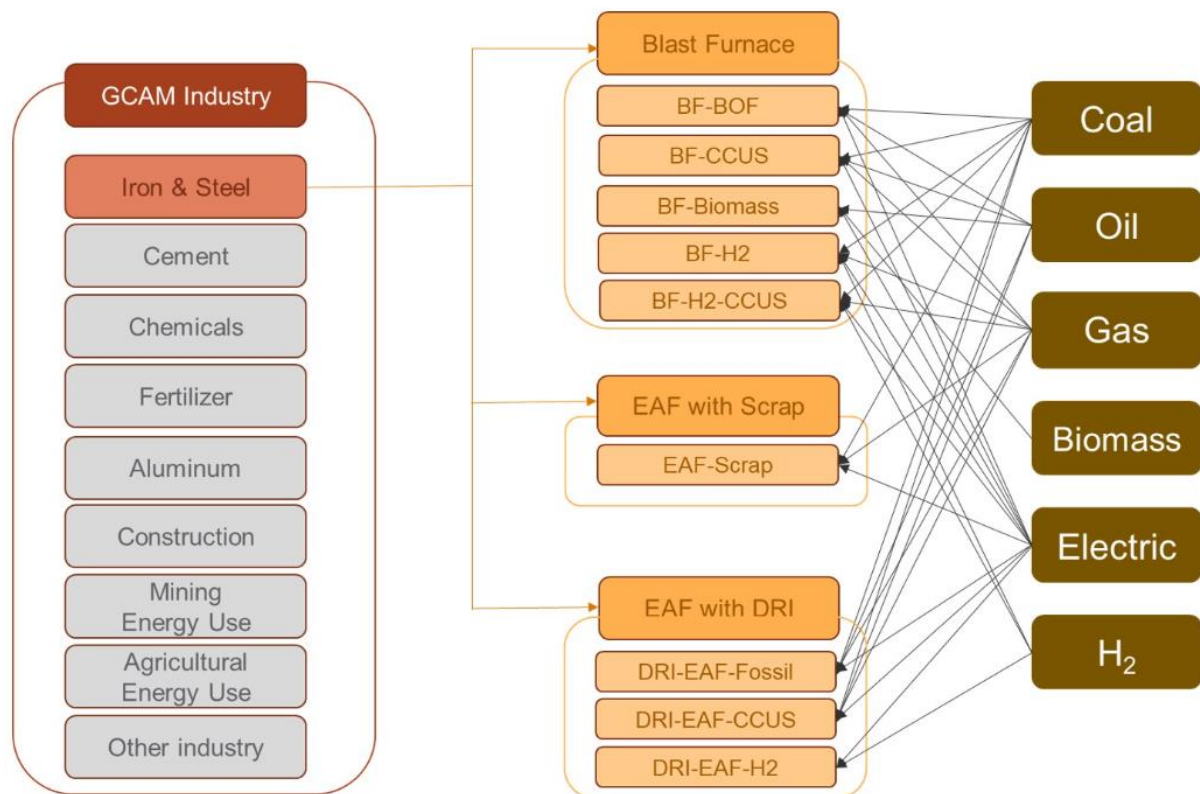 GCAM Industry
Iron & Steel
Cement
Chemicals
Fertilizer
Aluminum
Construction
Mining
Energy Use
Agricultural
Energy Use
Other industry
Blast Furnace
BF-BOF
BF-CCUS
BF-Biomass
BF-H2
BF-H2-CCUS
EAF with Scrap
EAF-Scrap
EAF with DRI
DRI-EAF-Fossil
DRI-EAF-CCUS
DRI-EAF-H2
Coal
Oil
Gas
Biomass
Electric
H₂